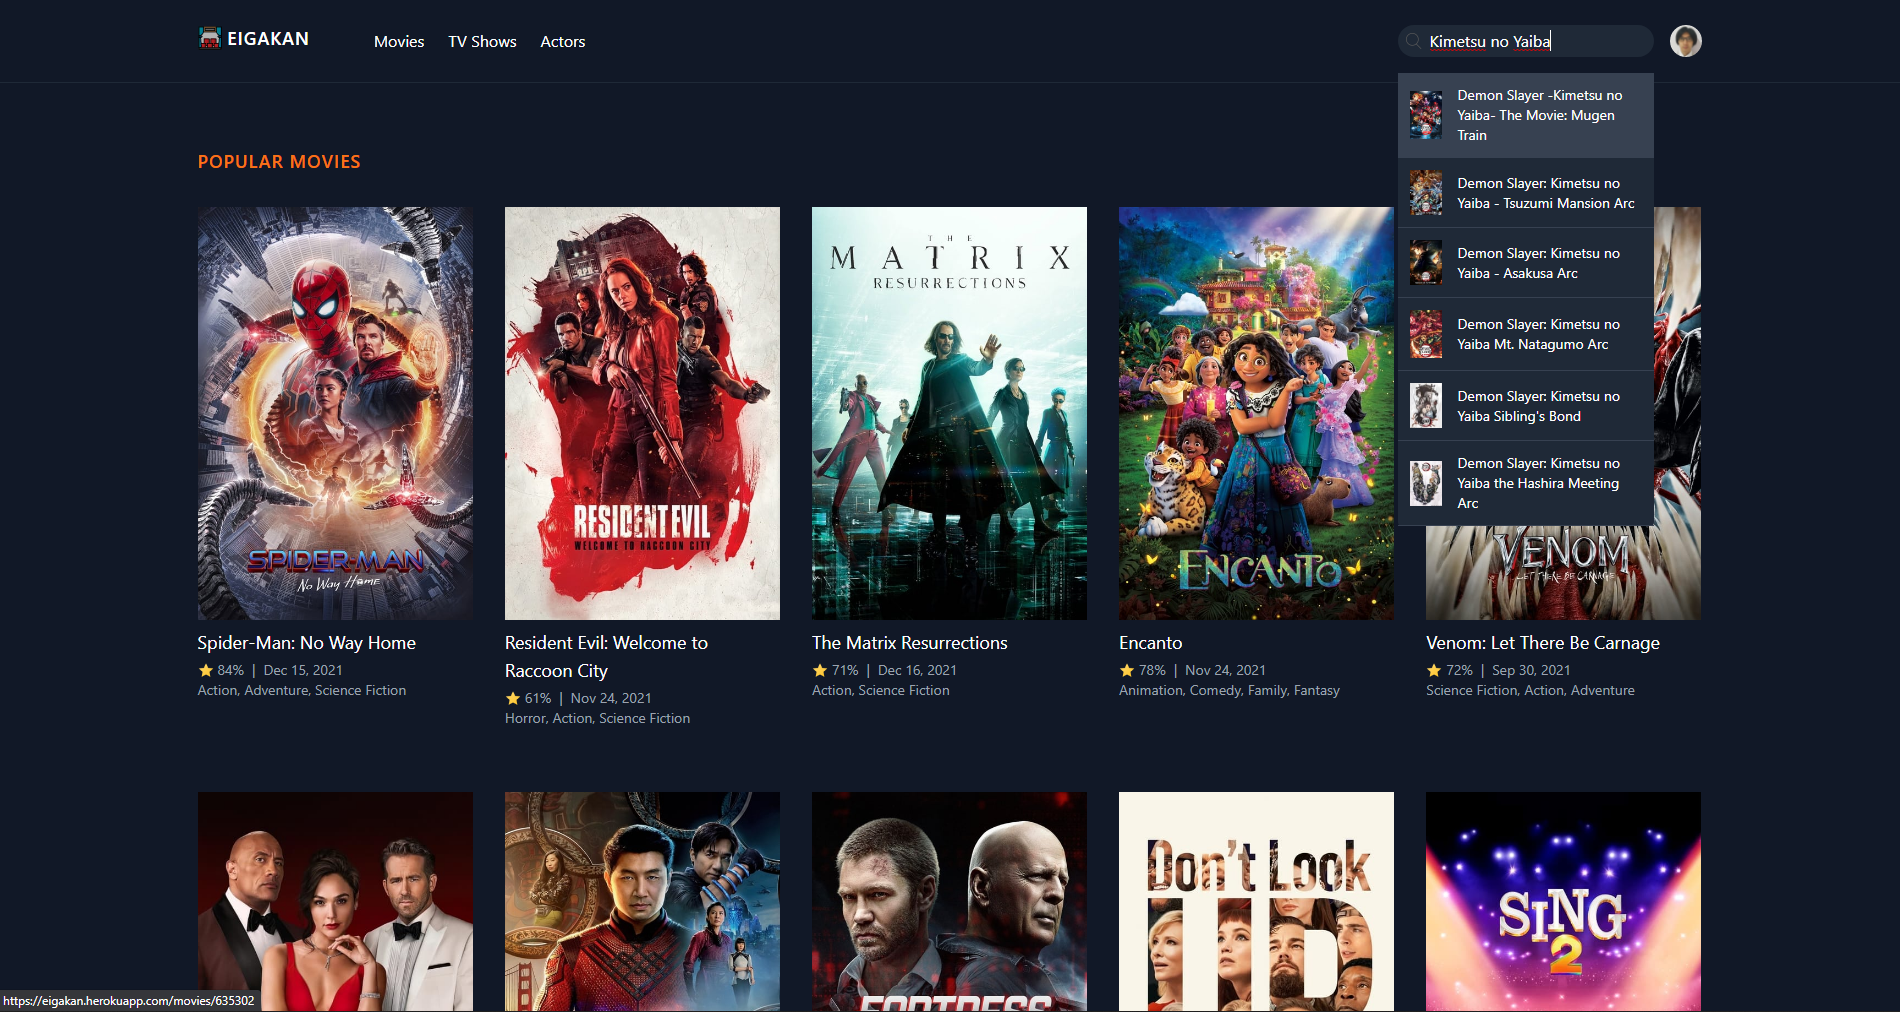 EIGAKAN
Movies
TV Shows
Actors
Kimetsu no Yaiba
Demon Slayer -Kimetsu no
Yaiba- The Movie: Mugen
Train
Demon Slayer: Kimetsu no
Yaiba - Tsuzumi Mansion Arc
Demon Slayer: Kimetsu no
Yaiba - Asakusa Arc
Demon Slayer: Kimetsu no
Yaiba Mt. Natagumo Arc
Demon Slayer: Kimetsu no
Yaiba Sibling's Bond
Demon Slayer: Kimetsu no
Yaiba the Hashira Meeting
Arc
POPULAR MOVIES
SPIDER-MAN
No Way Home
RPD
RESIDENT EVIL
WELCOME TO RACCOON CITY
THE
MATRIX
RESURRECTIONS
ENCANTO
VENOM
LET THERE BE CARNAGE
Spider-Man: No Way Home
84% | Dec 15, 2021
Action, Adventure, Science Fiction
Resident Evil: Welcome to
Raccoon City
61% | Nov 24, 2021
Horror, Action, Science Fiction
The Matrix Resurrections
71% | Dec 16, 2021
Action, Science Fiction
Encanto
78% | Nov 24, 2021
Animation, Comedy, Family, Fantasy
Venom: Let There Be Carnage
72% | Sep 30, 2021
Science Fiction, Action, Adventure
FORTRESS
Don't Look
UP
SING
2
https://eigakan.herokuapp.com/movies/635302